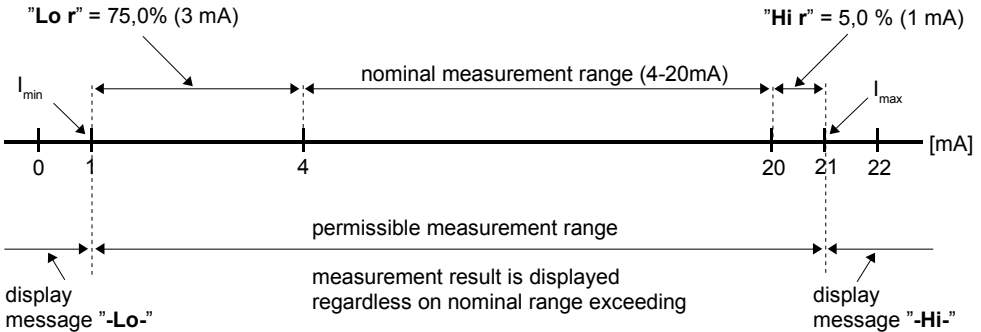 ”Lo r” = 75,0% (3 mA)
”Hi r” = 5,0 % (1 mA)
nominal measurement range (4-20mA)
Imin
Imax
[mA]
0
1
4
20
21
22
permissible measurement range
measurement result is displayed
regardless on nominal range exceeding
display
message ”-Lo-”
display
message ”-Hi-”